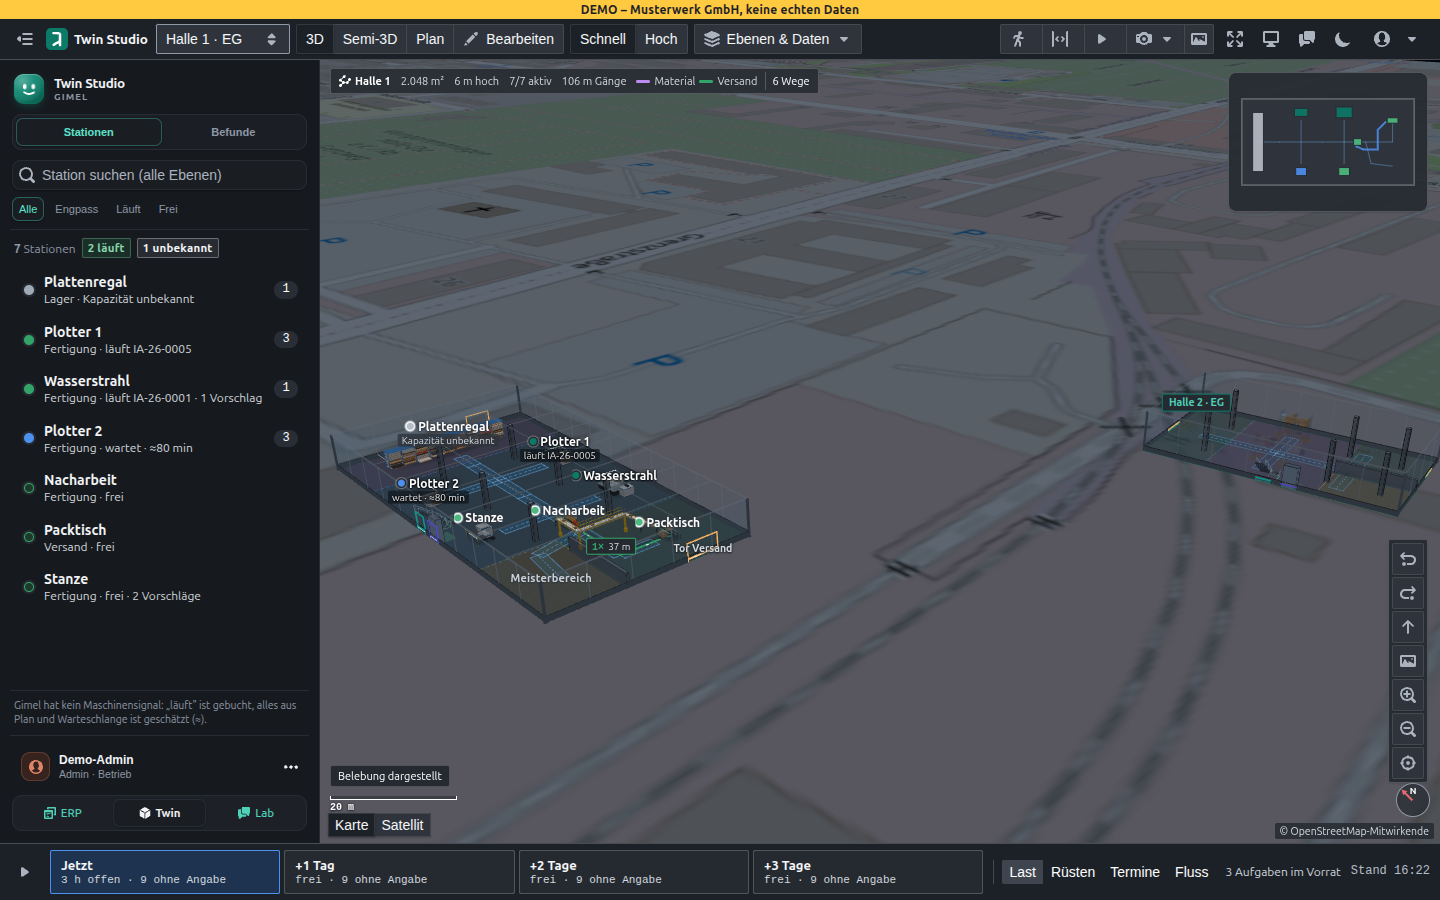 DEMO – Musterwerk GmbH, keine echten Daten
Twin Studio
Halle 1 · EG
3D
Semi-3D
Plan
Bearbeiten
Schnell
Hoch
Ebenen & Daten
Twin Studio
GIMEL
Stationen
Befunde
Station suchen (alle Ebenen)
Alle
Engpass
Läuft
Frei
7 Stationen
2 läuft
1 unbekannt
Plattenregal
Lager · Kapazität unbekannt
1
Plotter 1
Fertigung · läuft IA-26-0005
3
Wasserstrahl
Fertigung · läuft IA-26-0001 · 1 Vorschlag
1
Plotter 2
Fertigung · wartet · ≈80 min
3
Nacharbeit
Fertigung · frei
Packtisch
Versand · frei
Stanze
Fertigung · frei · 2 Vorschläge
Gimel hat kein Maschinensignal: „läuft" ist gebucht, alles aus
Plan und Warteschlange ist geschätzt (≈).
Demo-Admin
Admin · Betrieb
ERP
Twin
Lab
Halle 1
2.048 m²
6 m hoch
7/7 aktiv
106 m Gänge
Material
Versand
6 Wege
Grenzstraße
P
P
P
P
P
Halle 2 · EG
Plattenregal
Kapazität unbekannt
Plotter 1
läuft IA-26-0005
Wasserstrahl
Plotter 2
wartet · ≈80 min
Stanze
Nacharbeit
Packtisch
1× 37 m
Tor Versand
Meisterbereich
Belebung dargestellt
20 m
Karte
Satellit
N
© OpenStreetMap-Mitwirkende
Jetzt
3 h offen · 9 ohne Angabe
+1 Tag
frei · 9 ohne Angabe
+2 Tage
frei · 9 ohne Angabe
+3 Tage
frei · 9 ohne Angabe
Last
Rüsten
Termine
Fluss
3 Aufgaben im Vorrat
Stand 16:22